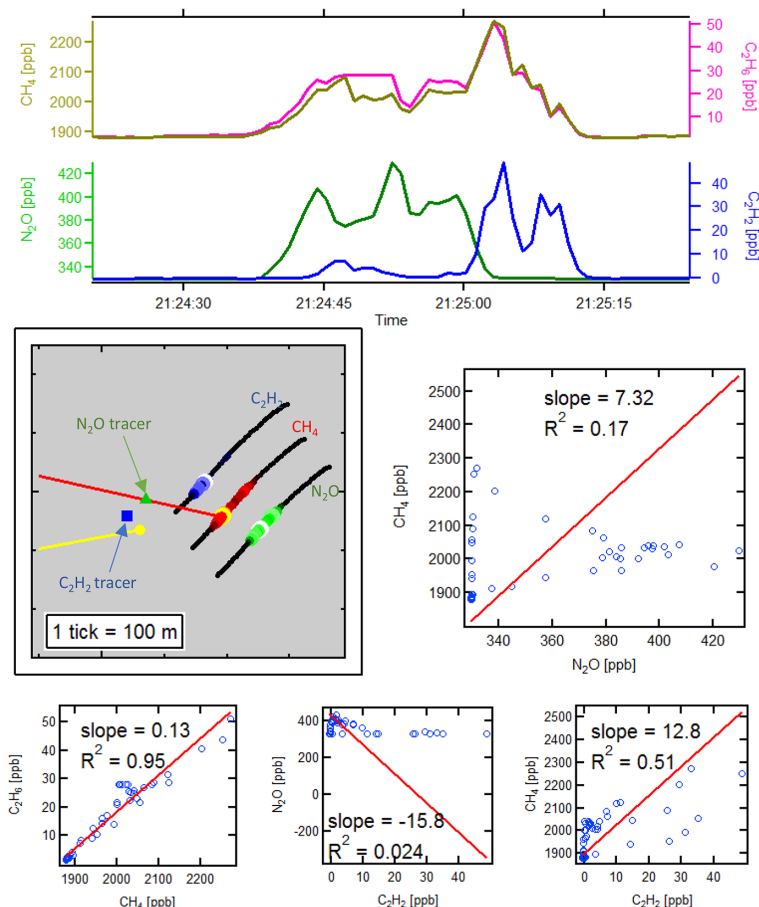 2200
2100
2000
1900
CH₄ [ppb]
50
40
30
20
10
C₂H₆ [ppb]
420
400
380
360
340
N₂O [ppb]
40
30
20
10
0
C₂H₂ [ppb]
21:24:30 21:24:45 21:25:00 21:25:15
Time
C₂H₂
CH₄
N₂O
N₂O tracer
C₂H₂ tracer
1 tick = 100 m
slope = 7.32
R² = 0.17
2500
2400
2300
2200
2100
2000
1900
CH₄ [ppb]
340 360 380 400 420
N₂O [ppb]
slope = 0.13
R² = 0.95
50
40
30
20
10
C₂H₆ [ppb]
1900 2000 2100 2200
CH₄ [ppb]
400
200
0
-200
N₂O [ppb]
slope = -15.8
R² = 0.024
0 10 20 30 40
C₂H₂ [ppb]
slope = 12.8
R² = 0.51
2500
2400
2300
2200
2100
2000
1900
CH₄ [ppb]
0 10 20 30 40 50
C₂H₂ [ppb]